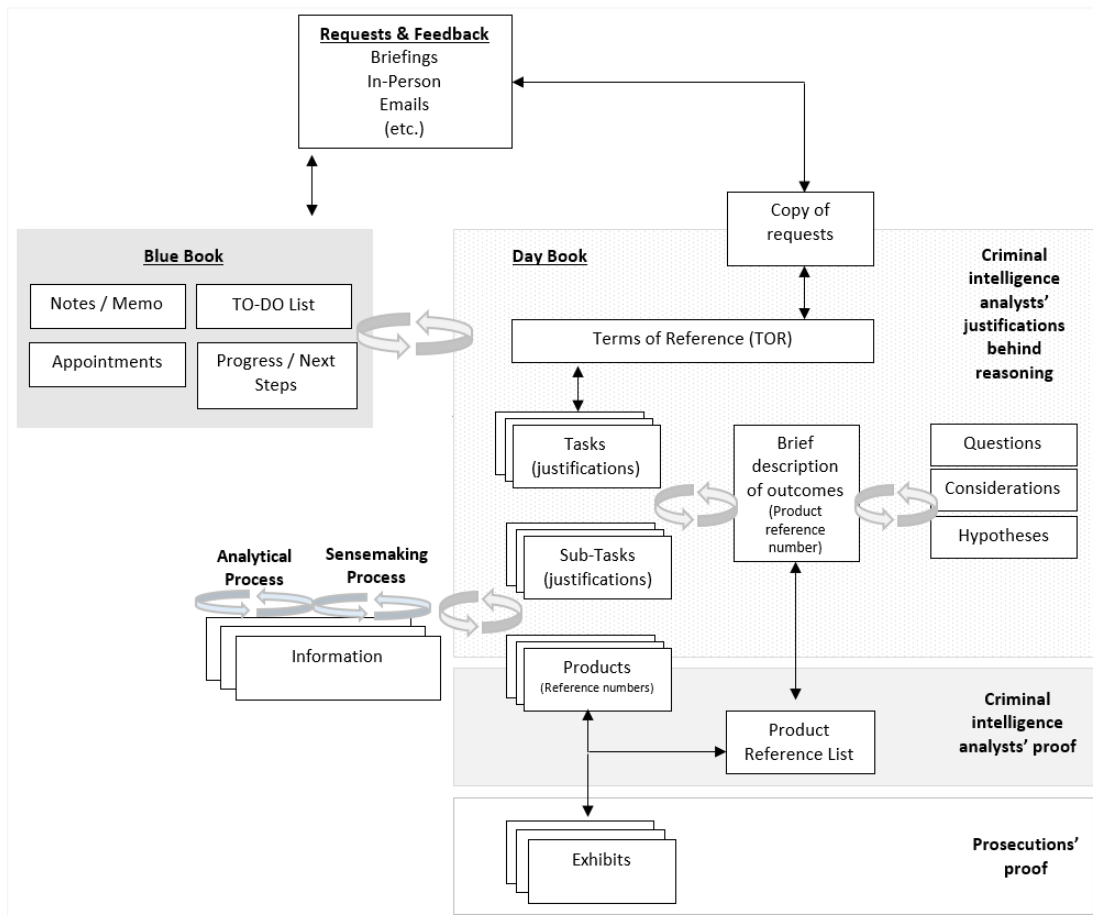 Requests & Feedback
Briefings
In-Person
Emails
(etc.)
Copy of
requests
Blue Book
Notes / Memo
TO-DO List
Appointments
Progress / Next
Steps
Day Book
Criminal
intelligence
analysts’
justifications
behind
reasoning
Terms of Reference (TOR)
Tasks
(justifications)
Brief
description
of outcomes
(Product
reference
number)
Questions
Considerations
Hypotheses
Sub-Tasks
(justifications)
Analytical
Process
Sensemaking
Process
Information
Products
(Reference numbers)
Product
Reference List
Criminal
intelligence
analysts’ proof
Exhibits
Prosecutions’
proof